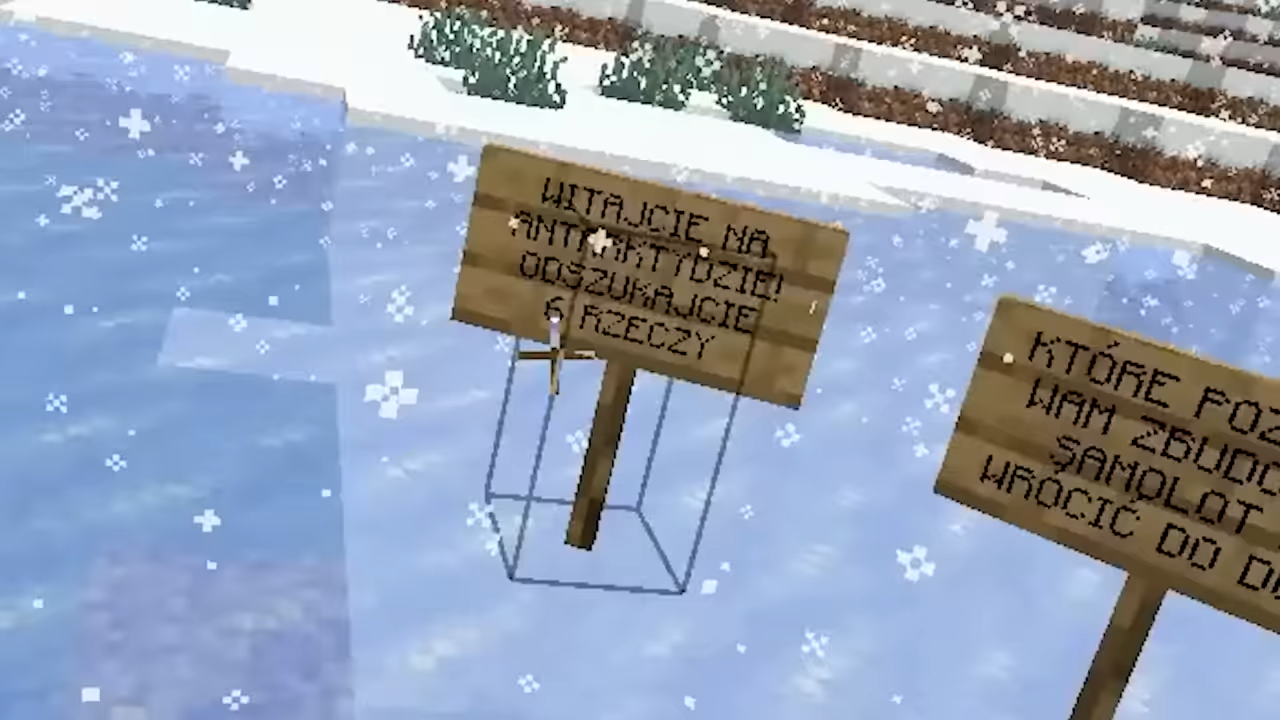 WITAJCIE NA
ANTARKTYDZIE!
ODSZUKAJCIE
6 RZECZY
KTÓRE
WAM
SAMOLOT
WRÓCIĆ DO